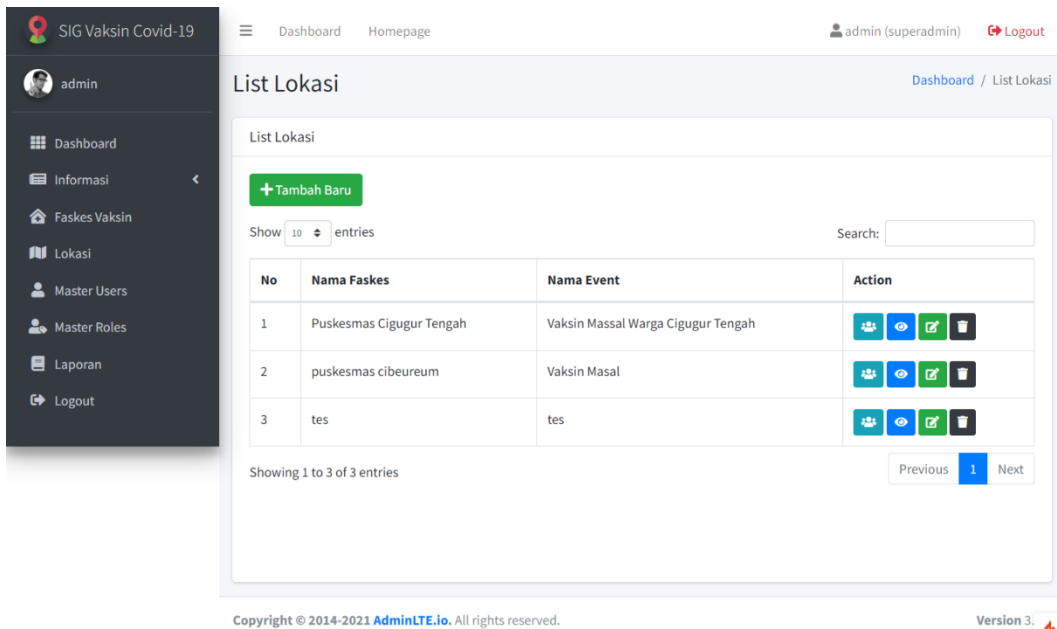 SIG Vaksin Covid-19
Dashboard Homepage
admin (superadmin) Logout
admin
Dashboard
Informasi
Faskes Vaksin
Lokasi
Master Users
Master Roles
Laporan
Logout
List Lokasi
Dashboard / List Lokasi
List Lokasi
Tambah Baru
Show 10 entries
Search:
No Nama Faskes Nama Event Action
1 Puskesmas Cigugur Tengah Vaksin Massal Warga Cigugur Tengah
2 puskesmas cibeureum Vaksin Masal
3 tes tes
Showing 1 to 3 of 3 entries
Previous 1 Next
Copyright © 2014-2021 AdminLTE.io. All rights reserved.
Version 3.